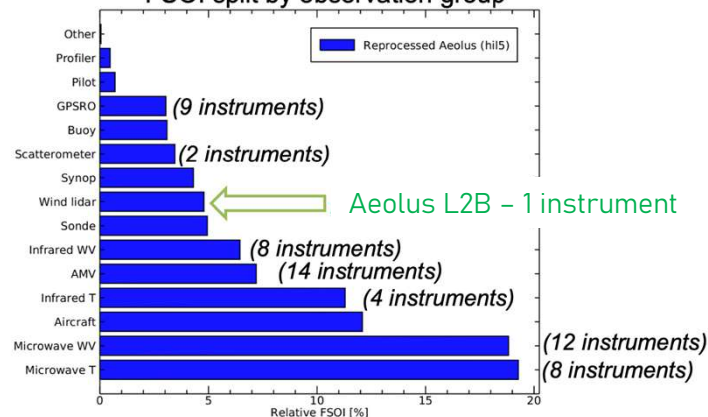 FSOI split by observation group
Reprocessed Aeolus (hil5)
Other
Profiler
Pilot
GPSRO (9 instruments)
Buoy
Scatterometer (2 instruments)
Synop
Wind lidar Aeolus L2B – 1 instrument
Sonde
Infrared WV (8 instruments)
AMV (14 instruments)
Infrared T (4 instruments)
Aircraft
Microwave WV (12 instruments)
Microwave T (8 instruments)
0 5 10 15 20
Relative FSOI [%]